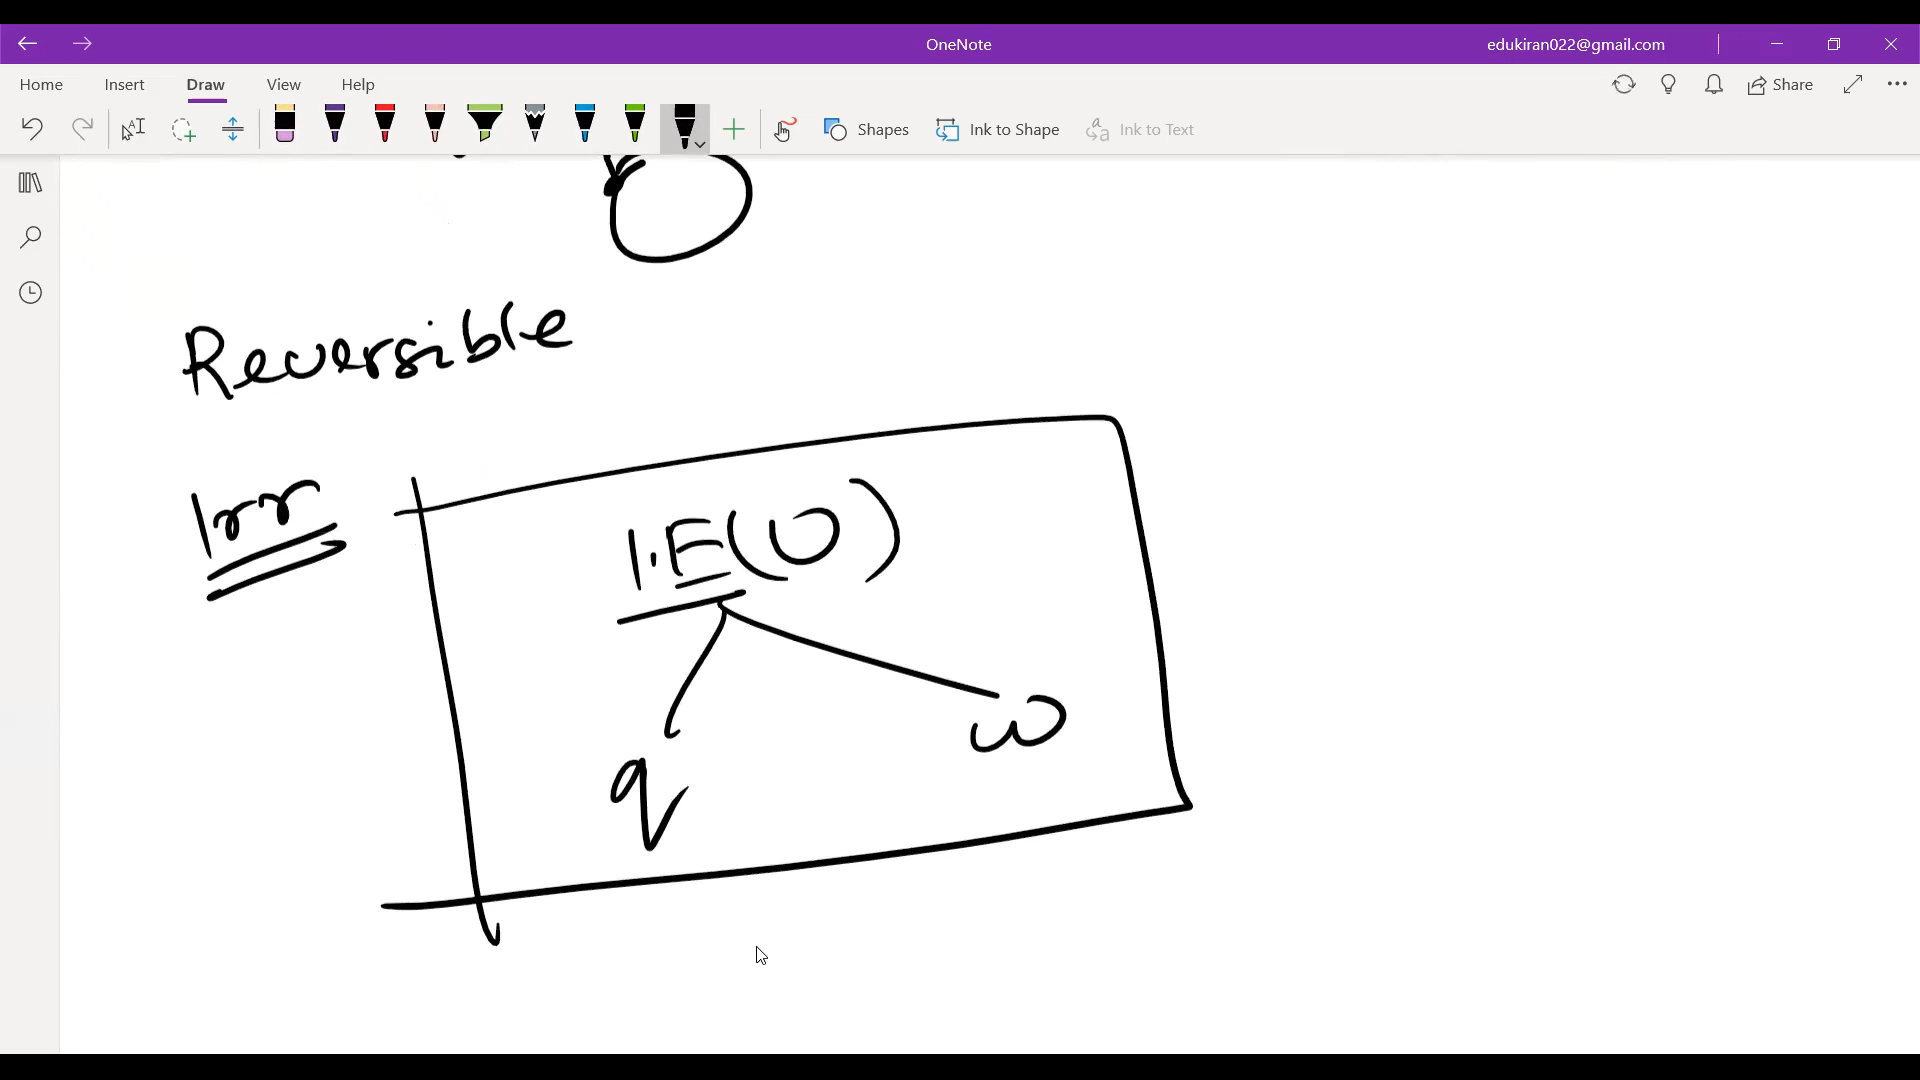 OneNote
edukiran022@gmail.com
Home Insert Draw View Help
Share
Shapes
Ink to Shape
Ink to Text
Reversible
Irr
I.E(U)
q
w